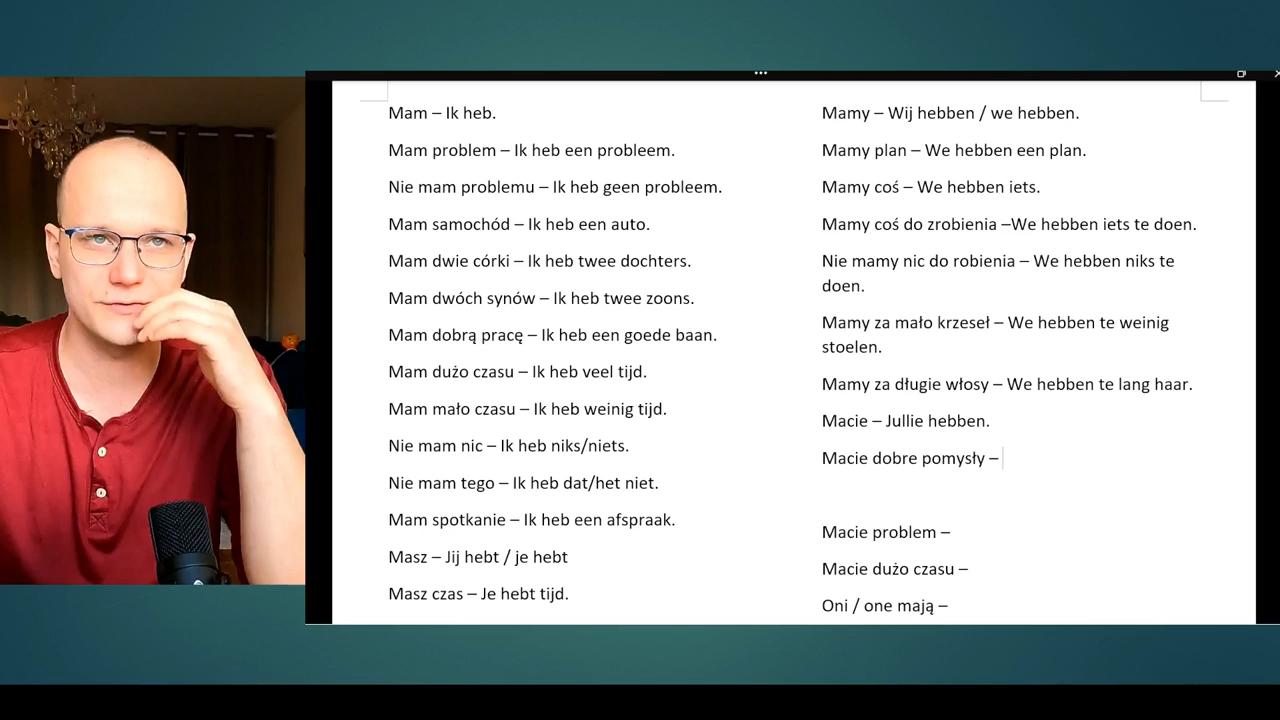 Mam – Ik heb.
Mam problem – Ik heb een probleem.
Nie mam problemu – Ik heb geen probleem.
Mam samochód – Ik heb een auto.
Mam dwie córki – Ik heb twee dochters.
Mam dwóch synów – Ik heb twee zoons.
Mam dobrą pracę – Ik heb een goede baan.
Mam dużo czasu – Ik heb veel tijd.
Mam mało czasu – Ik heb weinig tijd.
Nie mam nic – Ik heb niks/niets.
Nie mam tego – Ik heb dat/het niet.
Mam spotkanie – Ik heb een afspraak.
Masz – Jij hebt / je hebt
Masz czas – Je hebt tijd.
Mamy – Wij hebben / we hebben.
Mamy plan – We hebben een plan.
Mamy coś – We hebben iets.
Mamy coś do zrobienia –We hebben iets te doen.
Nie mamy nic do robienia – We hebben niks te
doen.
Mamy za mało krzeseł – We hebben te weinig
stoelen.
Mamy za długie włosy – We hebben te lang haar.
Macie – Jullie hebben.
Macie dobre pomysły –
Macie problem –
Macie dużo czasu –
Oni / one mają –